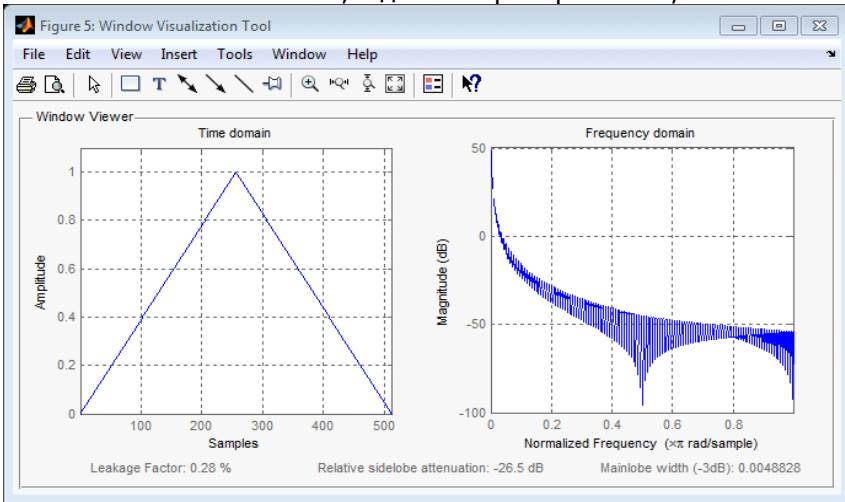 Figure 5: Window Visualization Tool
File Edit View Insert Tools Window Help
Window Viewer
Time domain
1
0.8
0.6
0.4
0.2
0
100 200 300 400 500
Amplitude
Samples
Frequency domain
50
0
-50
-100
0 0.2 0.4 0.6 0.8
Magnitude (dB)
Normalized Frequency (×π rad/sample)
Leakage Factor: 0.28 % Relative sidelobe attenuation: -26.5 dB Mainlobe width (-3dB): 0.0048828